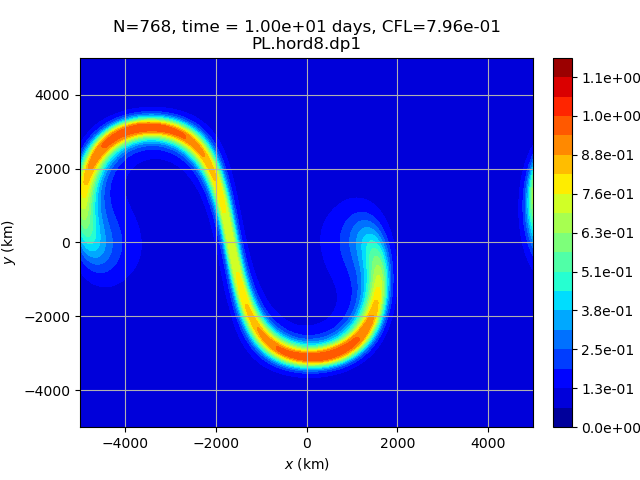 N=768, time = 1.00e+01 days, CFL=7.96e-01
PL.hord8.dp1
4000
2000
0
−2000
−4000
y (km)
−4000
−2000
0
2000
4000
x (km)
1.1e+00
1.0e+00
8.8e-01
7.6e-01
6.3e-01
5.1e-01
3.8e-01
2.5e-01
1.3e-01
0.0e+00